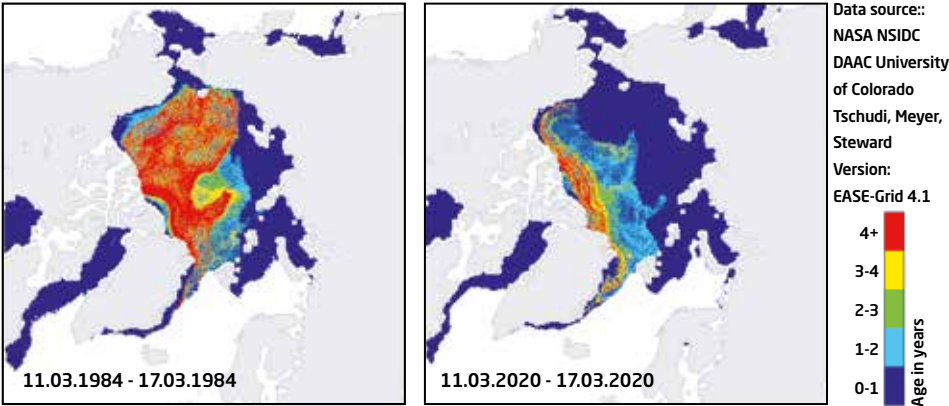 11.03.1984 - 17.03.1984
11.03.2020 - 17.03.2020
Data source::
NASA NSIDC
DAAC University
of Colorado
Tschudi, Meyer,
Steward
Version:
EASE-Grid 4.1
4+
3-4
2-3
1-2
0-1
Age in years